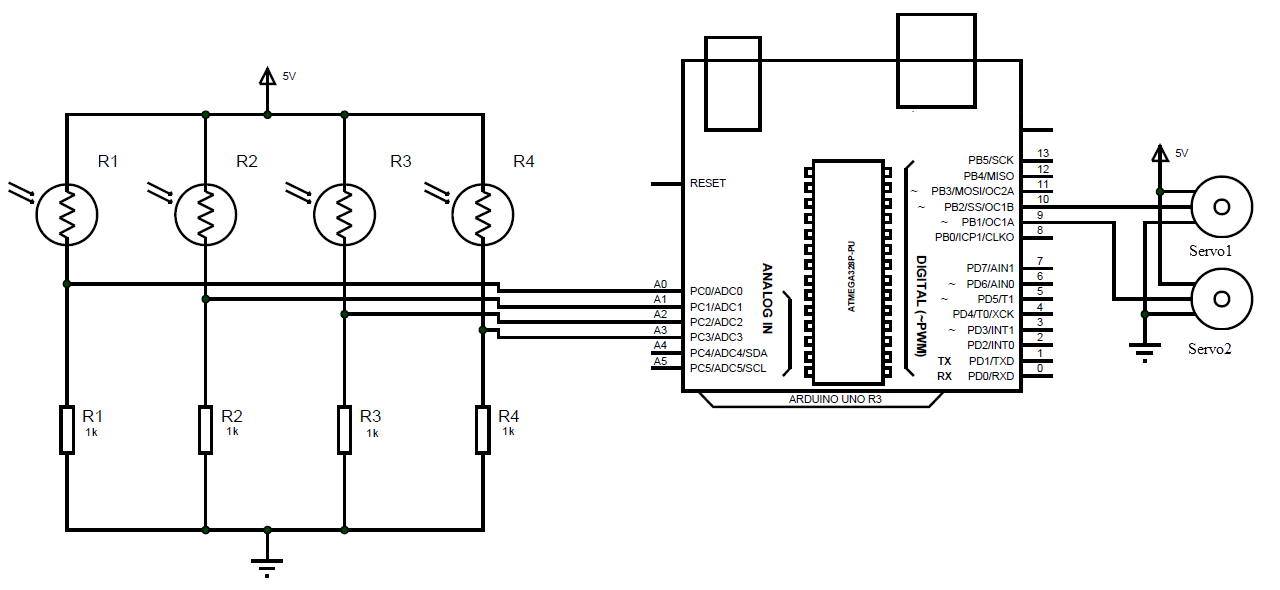 5V
R1
R2
R3
R4
R1
1k
R2
1k
R3
1k
R4
1k
RESET
A0
A1
A2
A3
A4
A5
PC0/ADC0
PC1/ADC1
PC2/ADC2
PC3/ADC3
PC4/ADC4/SDA
PC5/ADC5/SCL
ANALOG IN
ATMEGA328P-PU
DIGITAL (~PWM)
PB5/SCK 13
PB4/MISO 12
~ PB3/MOSI/OC2A 11
~ PB2/SS/OC1B 10
~ PB1/OC1A 9
PB0/ICP1/CLKO 8
PD7/AIN1 7
~ PD6/AIN0 6
~ PD5/T1 5
PD4/T0/XCK 4
~ PD3/INT1 3
PD2/INT0 2
TX PD1/TXD 1
RX PD0/RXD 0
ARDUINO UNO R3
5V
Servo1
Servo2